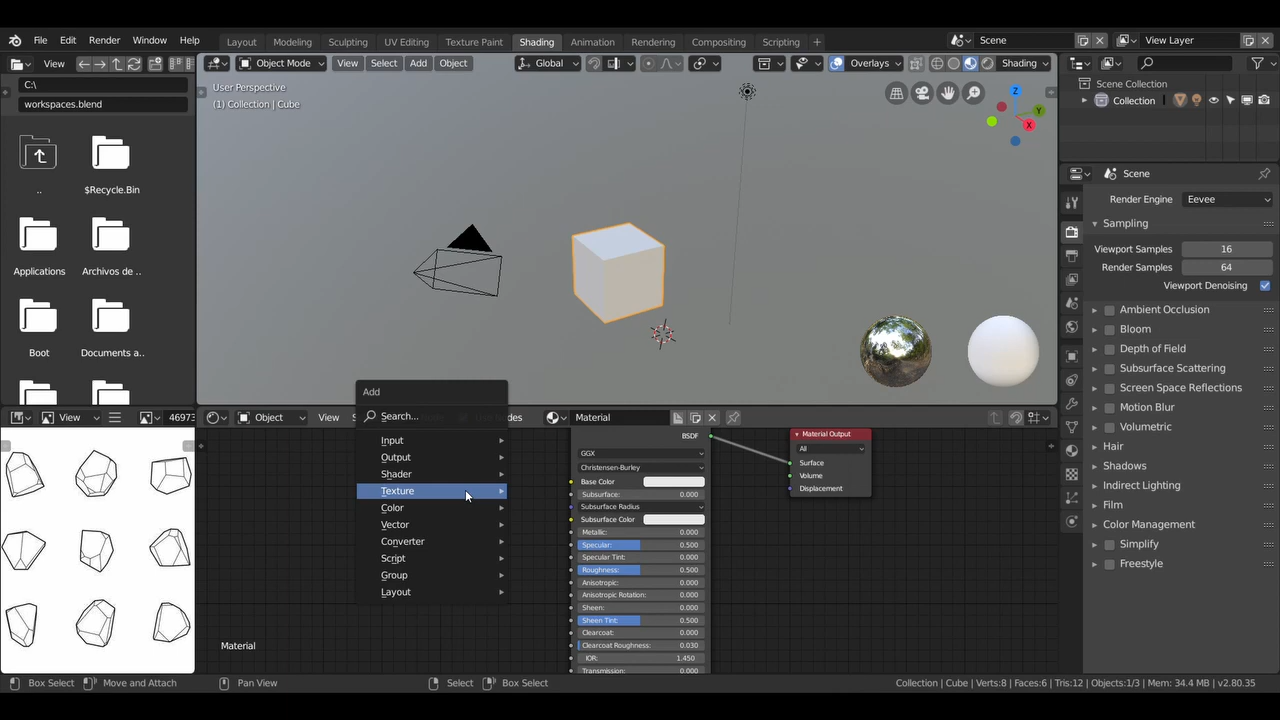 File Edit Render Window Help
Layout Modeling Sculpting UV Editing Texture Paint Shading Animation Rendering Compositing Scripting +
Scene
View Layer
View
Object Mode View Select Add Object
Global
Overlays
Shading
C:\
workspaces.blend
User Perspective
(1) Collection | Cube
..
$Recycle.Bin
Applications
Archivos de ..
Boot
Documents a..
Z
Y
X
Scene Collection
Collection
Scene
Render Engine Eevee
Sampling
Viewport Samples 16
Render Samples 64
Viewport Denoising
Ambient Occlusion
Bloom
Depth of Field
Subsurface Scattering
Screen Space Reflections
Motion Blur
Volumetric
Hair
Shadows
Indirect Lighting
Film
Color Management
Simplify
Freestyle
View
46973
Object View
Material
Add
Search...
Input
Output
Shader
Texture
Color
Vector
Converter
Script
Group
Layout
BSDF
GGX
Christensen-Burley
Base Color
Subsurface: 0.000
Subsurface Radius
Subsurface Color
Metallic: 0.000
Specular: 0.500
Specular Tint: 0.000
Roughness: 0.500
Anisotropic: 0.000
Anisotropic Rotation: 0.000
Sheen: 0.000
Sheen Tint: 0.500
Clearcoat: 0.000
Clearcoat Roughness: 0.030
IOR: 1.450
Transmission: 0.000
Material Output
All
Surface
Volume
Displacement
Material
Box Select Move and Attach Pan View Select Box Select
Collection | Cube | Verts:8 | Faces:6 | Tris:12 | Objects:1/3 | Mem: 34.4 MB | v2.80.35